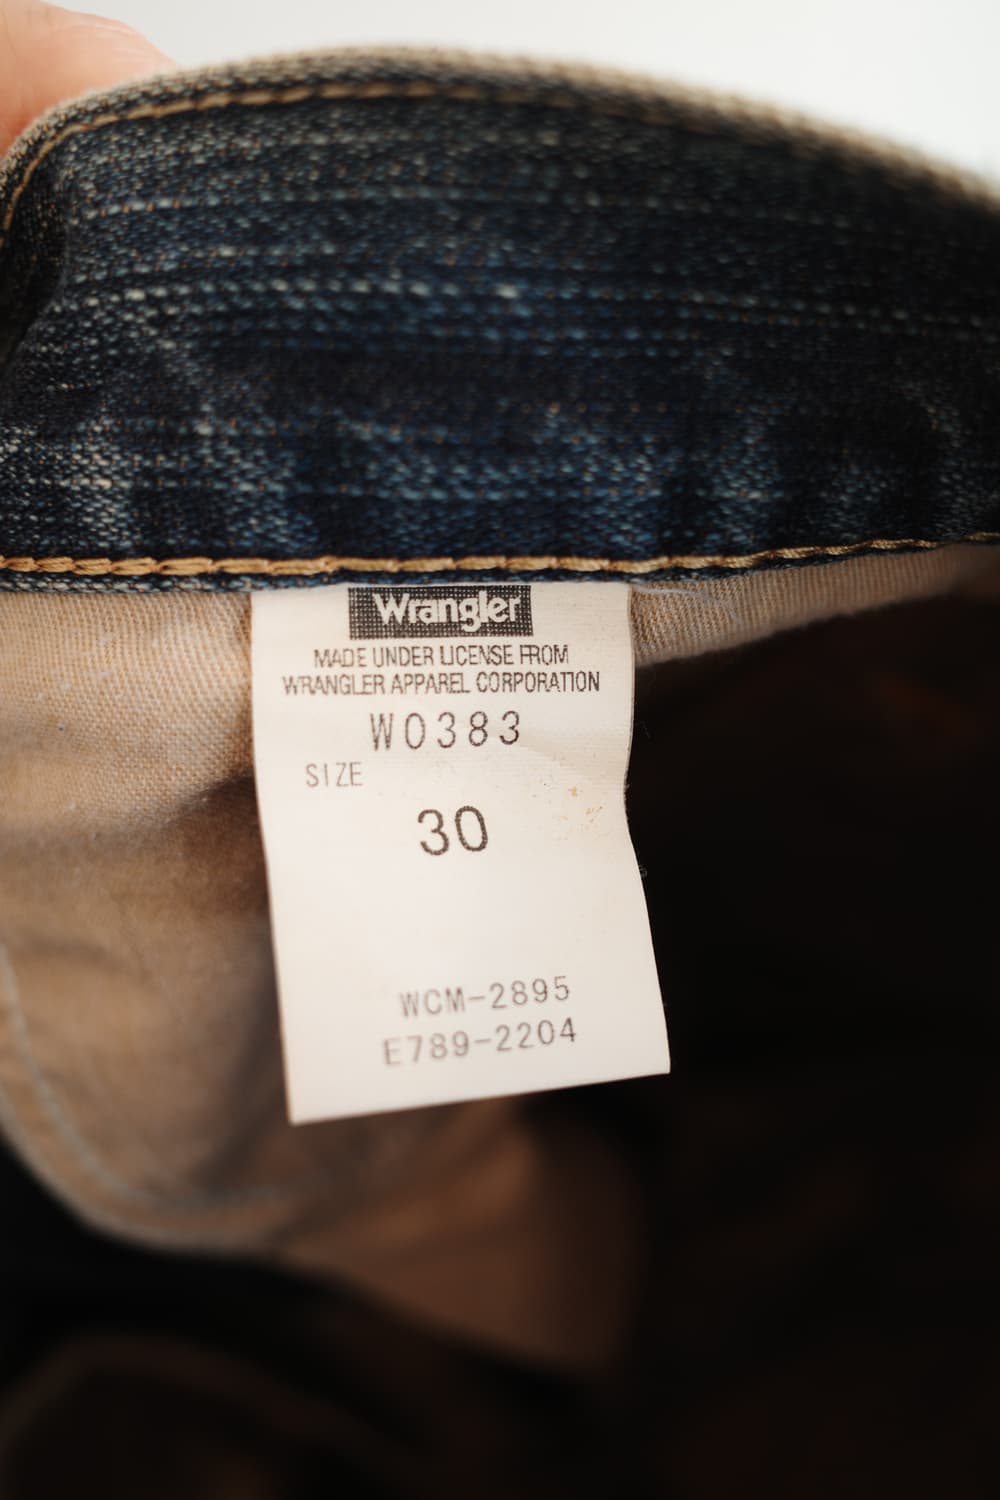 Wrangler
MADE UNDER LICENSE FROM
WRANGLER APPAREL CORPORATION
W0383
SIZE
30
WCM-2895
E789-2204